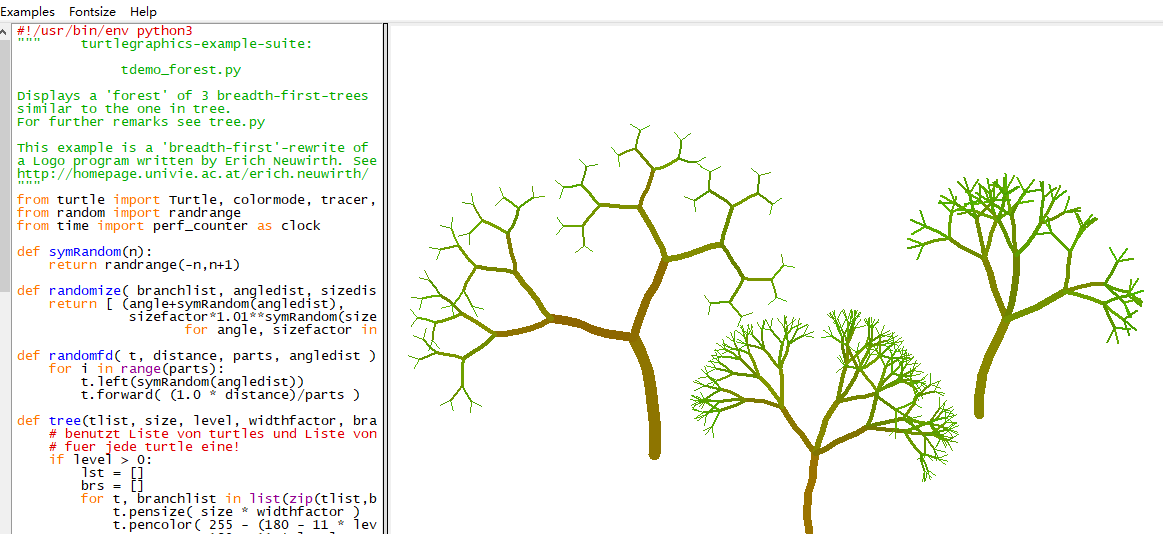 Examples Fontsize Help
#!/usr/bin/env python3
""" turtlegraphics-example-suite:
tdemo_forest.py
Displays a 'forest' of 3 breadth-first-trees
similar to the one in tree.
For further remarks see tree.py
This example is a 'breadth-first'-rewrite of
a Logo program written by Erich Neuwirth. See
http://homepage.univie.ac.at/erich.neuwirth/
"""
from turtle import Turtle, colormode, tracer,
from random import randrange
from time import perf_counter as clock
def symRandom(n):
return randrange(-n,n+1)
def randomize( branchlist, angledist, sizedis
return [ (angle+symRandom(angledist),
sizefactor*1.01**symRandom(size
for angle, sizefactor in
def randomfd( t, distance, parts, angledist )
for i in range(parts):
t.left(symRandom(angledist))
t.forward( (1.0 * distance)/parts )
def tree(tlist, size, level, widthfactor, bra
# benutzt Liste von turtles und Liste von
# fuer jede turtle eine!
if level > 0:
lst = []
brs = []
for t, branchlist in list(zip(tlist,b
t.pensize( size * widthfactor )
t.pencolor( 255 - (180 - 11 * lev